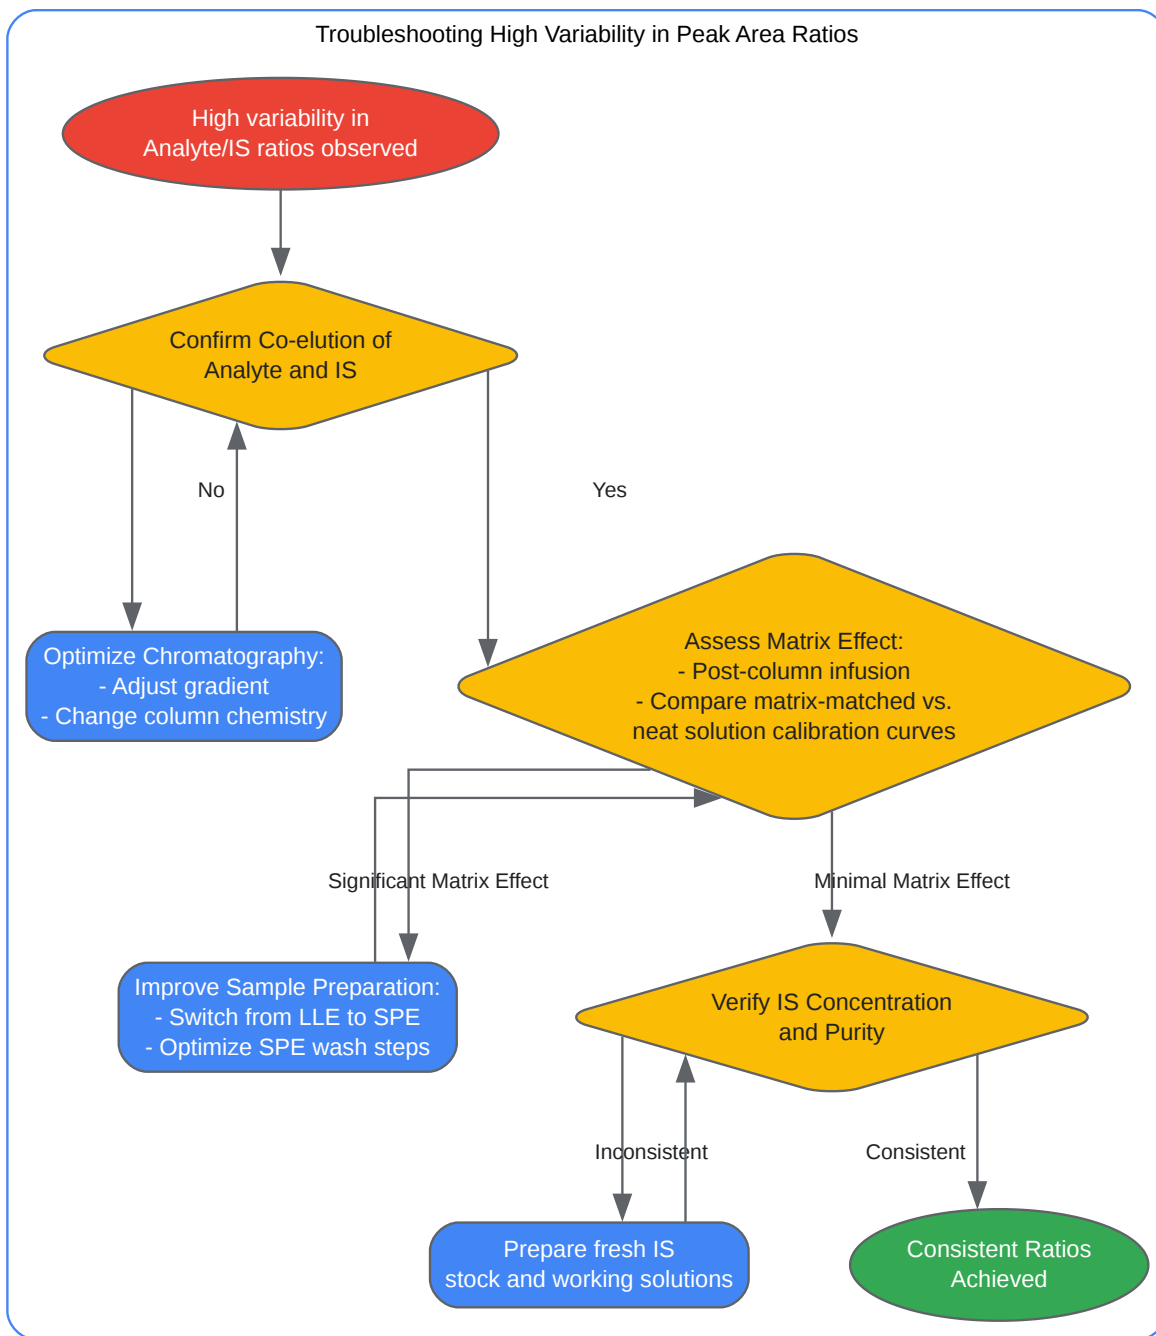 Troubleshooting High Variability in Peak Area Ratios
High variability in
Analyte/IS ratios observed
Confirm Co-elution of
Analyte and IS
No
Yes
Optimize Chromatography:
- Adjust gradient
- Change column chemistry
Assess Matrix Effect:
- Post-column infusion
- Compare matrix-matched vs.
neat solution calibration curves
Significant Matrix Effect
Minimal Matrix Effect
Improve Sample Preparation:
- Switch from LLE to SPE
- Optimize SPE wash steps
Verify IS Concentration
and Purity
Inconsistent
Consistent
Prepare fresh IS
stock and working solutions
Consistent Ratios
Achieved